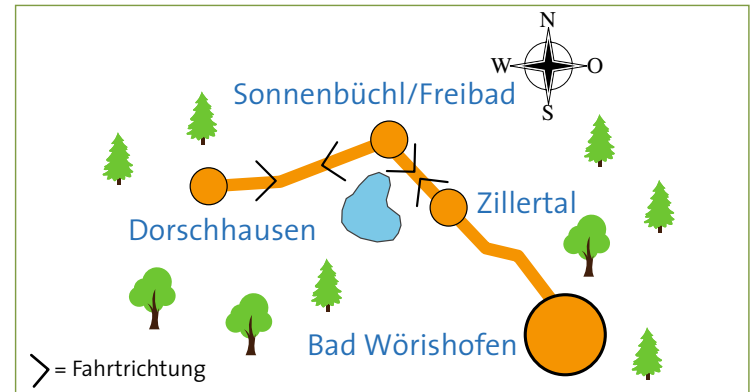 N
W O
S
Sonnenbüchl/Freibad
Zillertal
Dorschhausen
Bad Wörishofen
= Fahrtrichtung